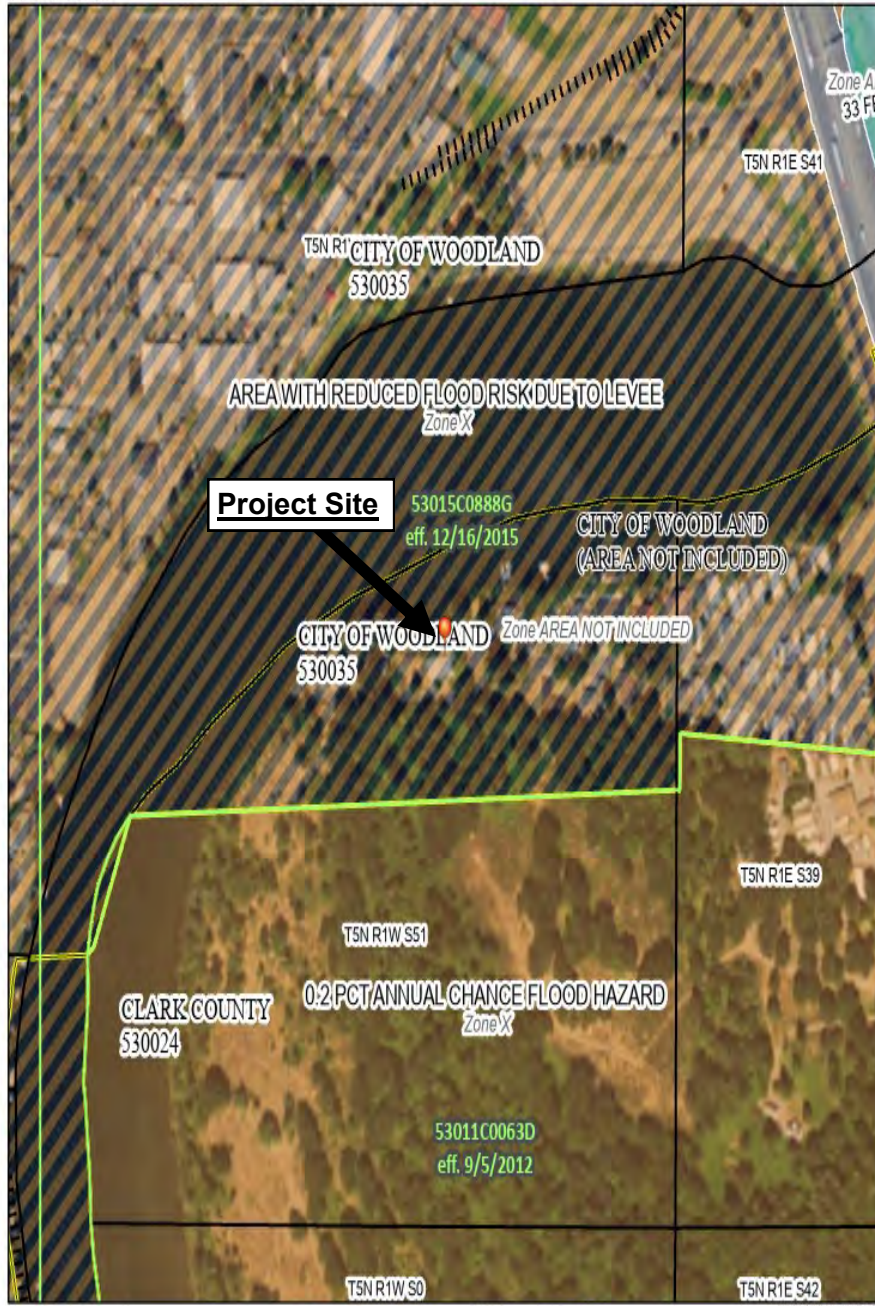 Zone A
33 FE
T5N R1E S41
T5N R1
CITY OF WOODLAND
530035
AREA WITH REDUCED FLOOD RISK DUE TO LEVEE
Zone X
Project Site
53015C0888G
eff. 12/16/2015
CITY OF WOODLAND
(AREA NOT INCLUDED)
CITY OF WOODLAND
530035
Zone AREA NOT INCLUDED
T5N R1E S39
T5N R1W S51
CLARK COUNTY
530024
0.2 PCT ANNUAL CHANCE FLOOD HAZARD
Zone X
53011C0063D
eff. 9/5/2012
T5N R1W S0
T5N R1E S42